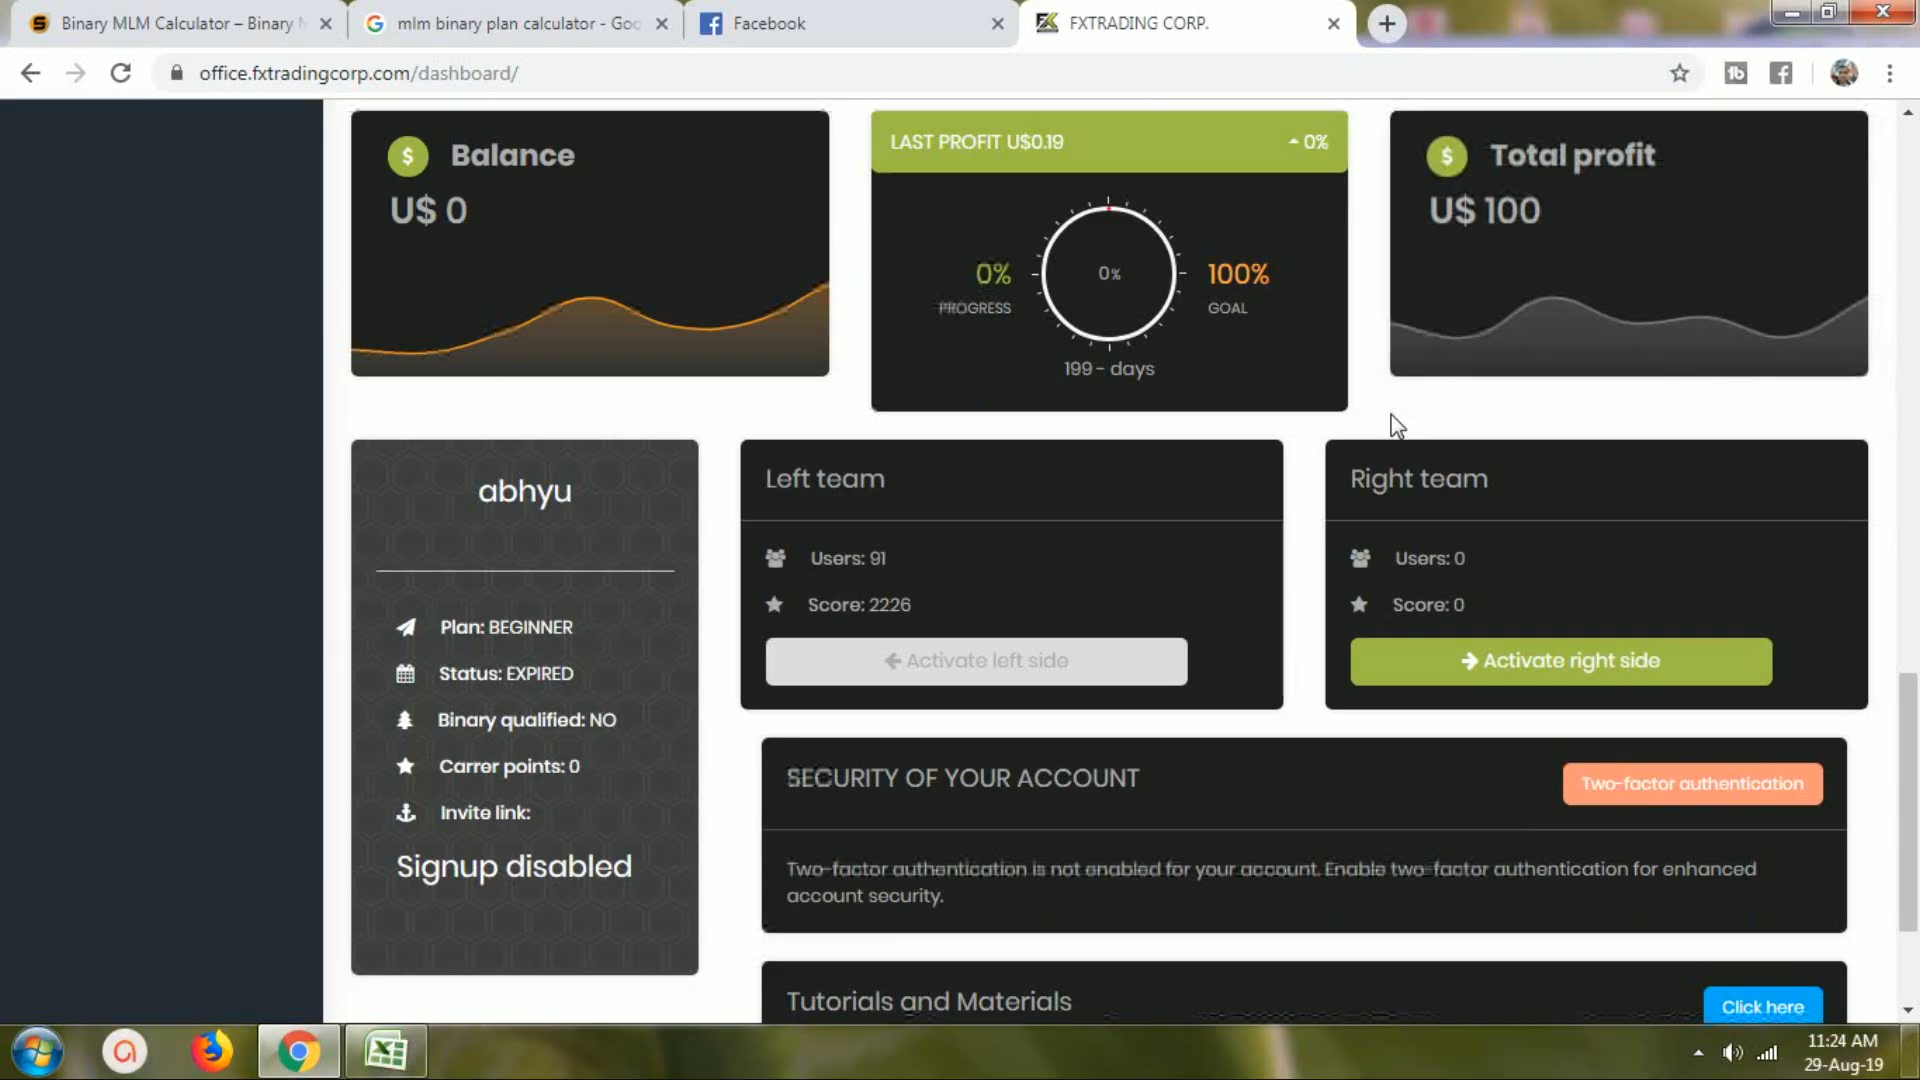 Binary MLM Calculator – Binary
mlm binary plan calculator - Goo
Facebook
FXTRADING CORP.
office.fxtradingcorp.com/dashboard/
$ Balance
U$ 0
LAST PROFIT U$0.19
0%
0%
PROGRESS
0%
100%
GOAL
199 - days
$ Total profit
U$ 100
abhyu
Plan: BEGINNER
Status: EXPIRED
Binary qualified: NO
Carrer points: 0
Invite link:
Signup disabled
Left team
Users: 91
Score: 2226
Activate left side
Right team
Users: 0
Score: 0
Activate right side
SECURITY OF YOUR ACCOUNT
Two-factor authentication
Two-factor authentication is not enabled for your account. Enable two-factor authentication for enhanced
account security.
Tutorials and Materials
Click here
11:24 AM
29-Aug-19